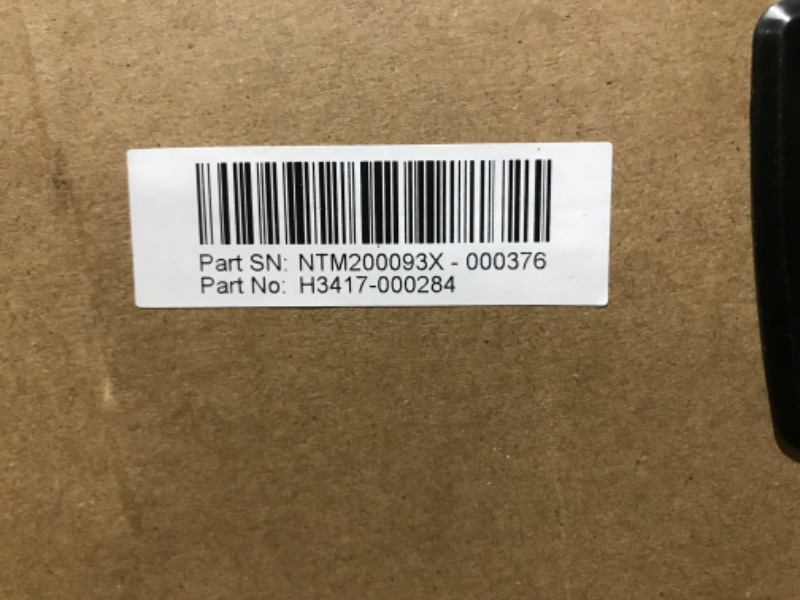 Part SN: NTM200093X - 000376
Part No: H3417-000284